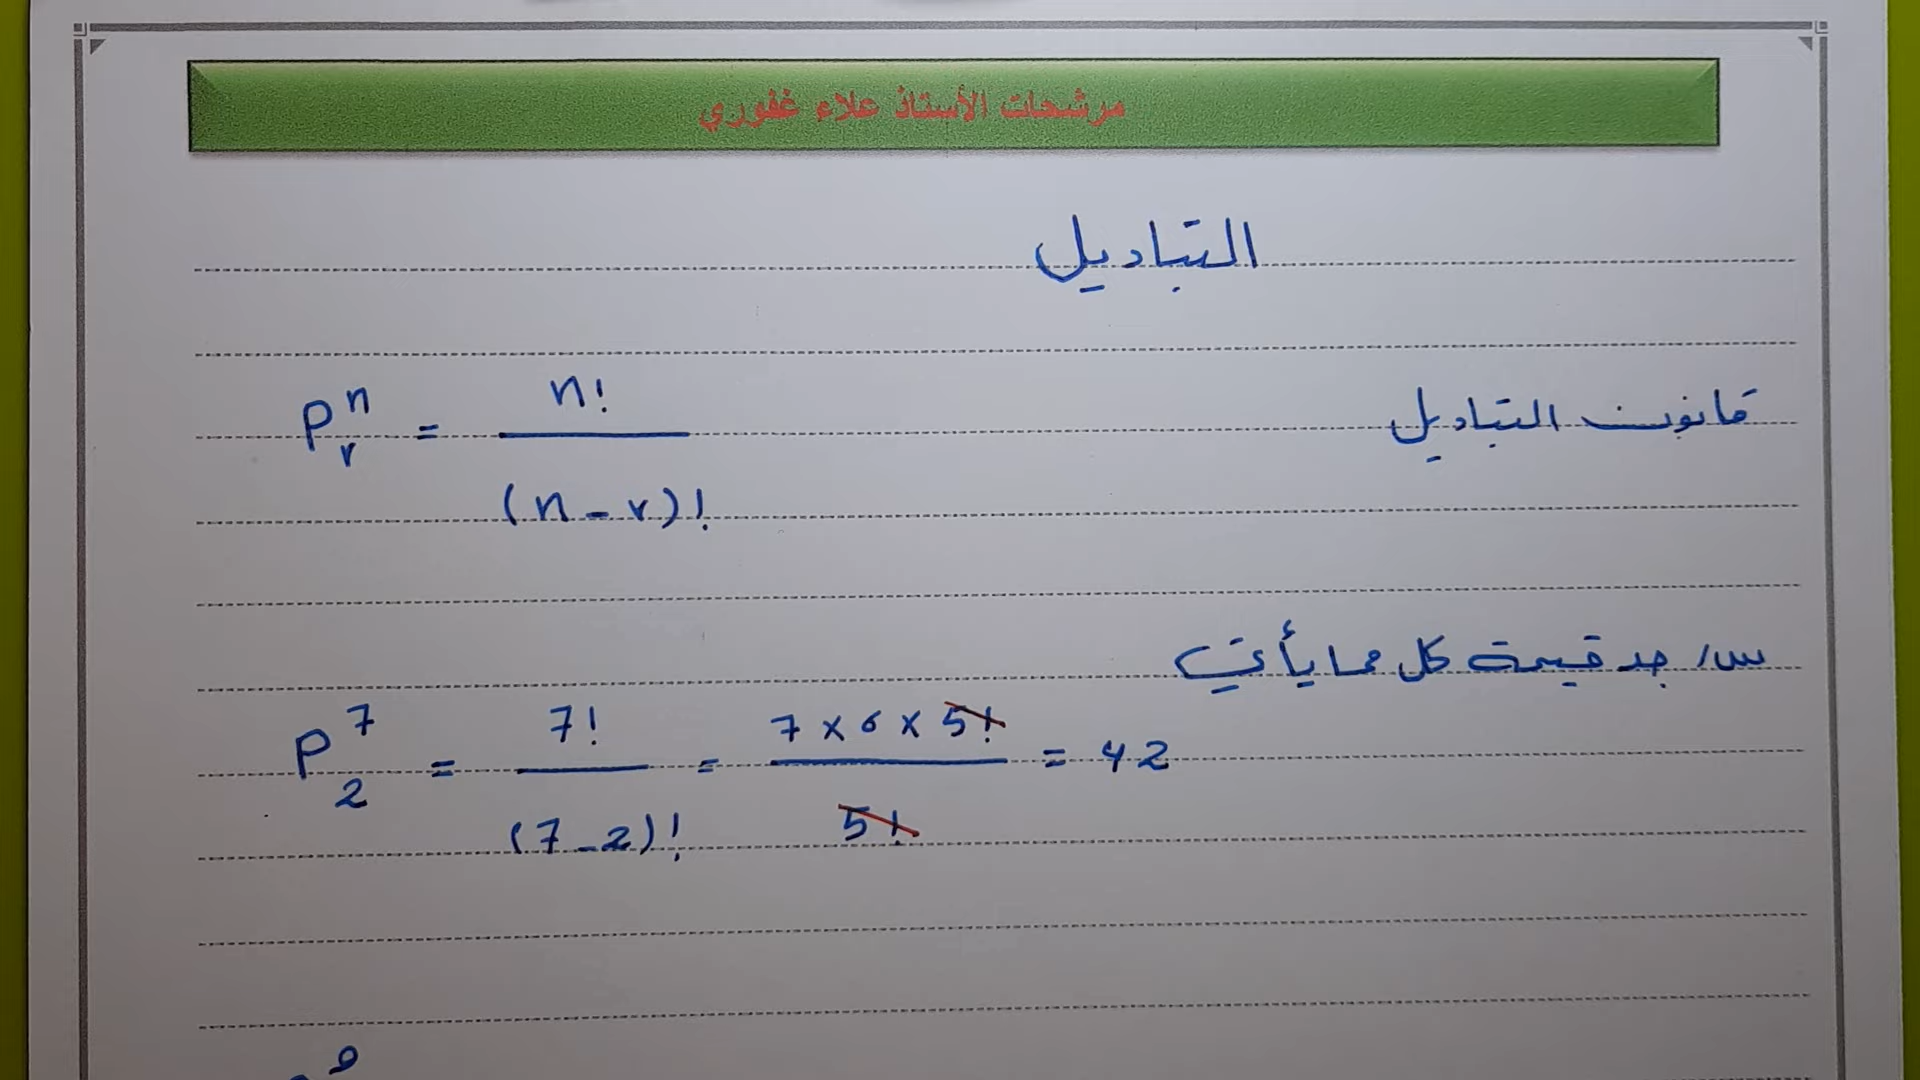 مرشحات الأستاذ علاء غفوري
التباديل
قانون التباديل
P^n_r = n! / (n - r)!
س/ جد قيمة كل مما يأتي
P^7_2 = 7! / (7 - 2)! = 7 × 6 × 5! / 5! = 42